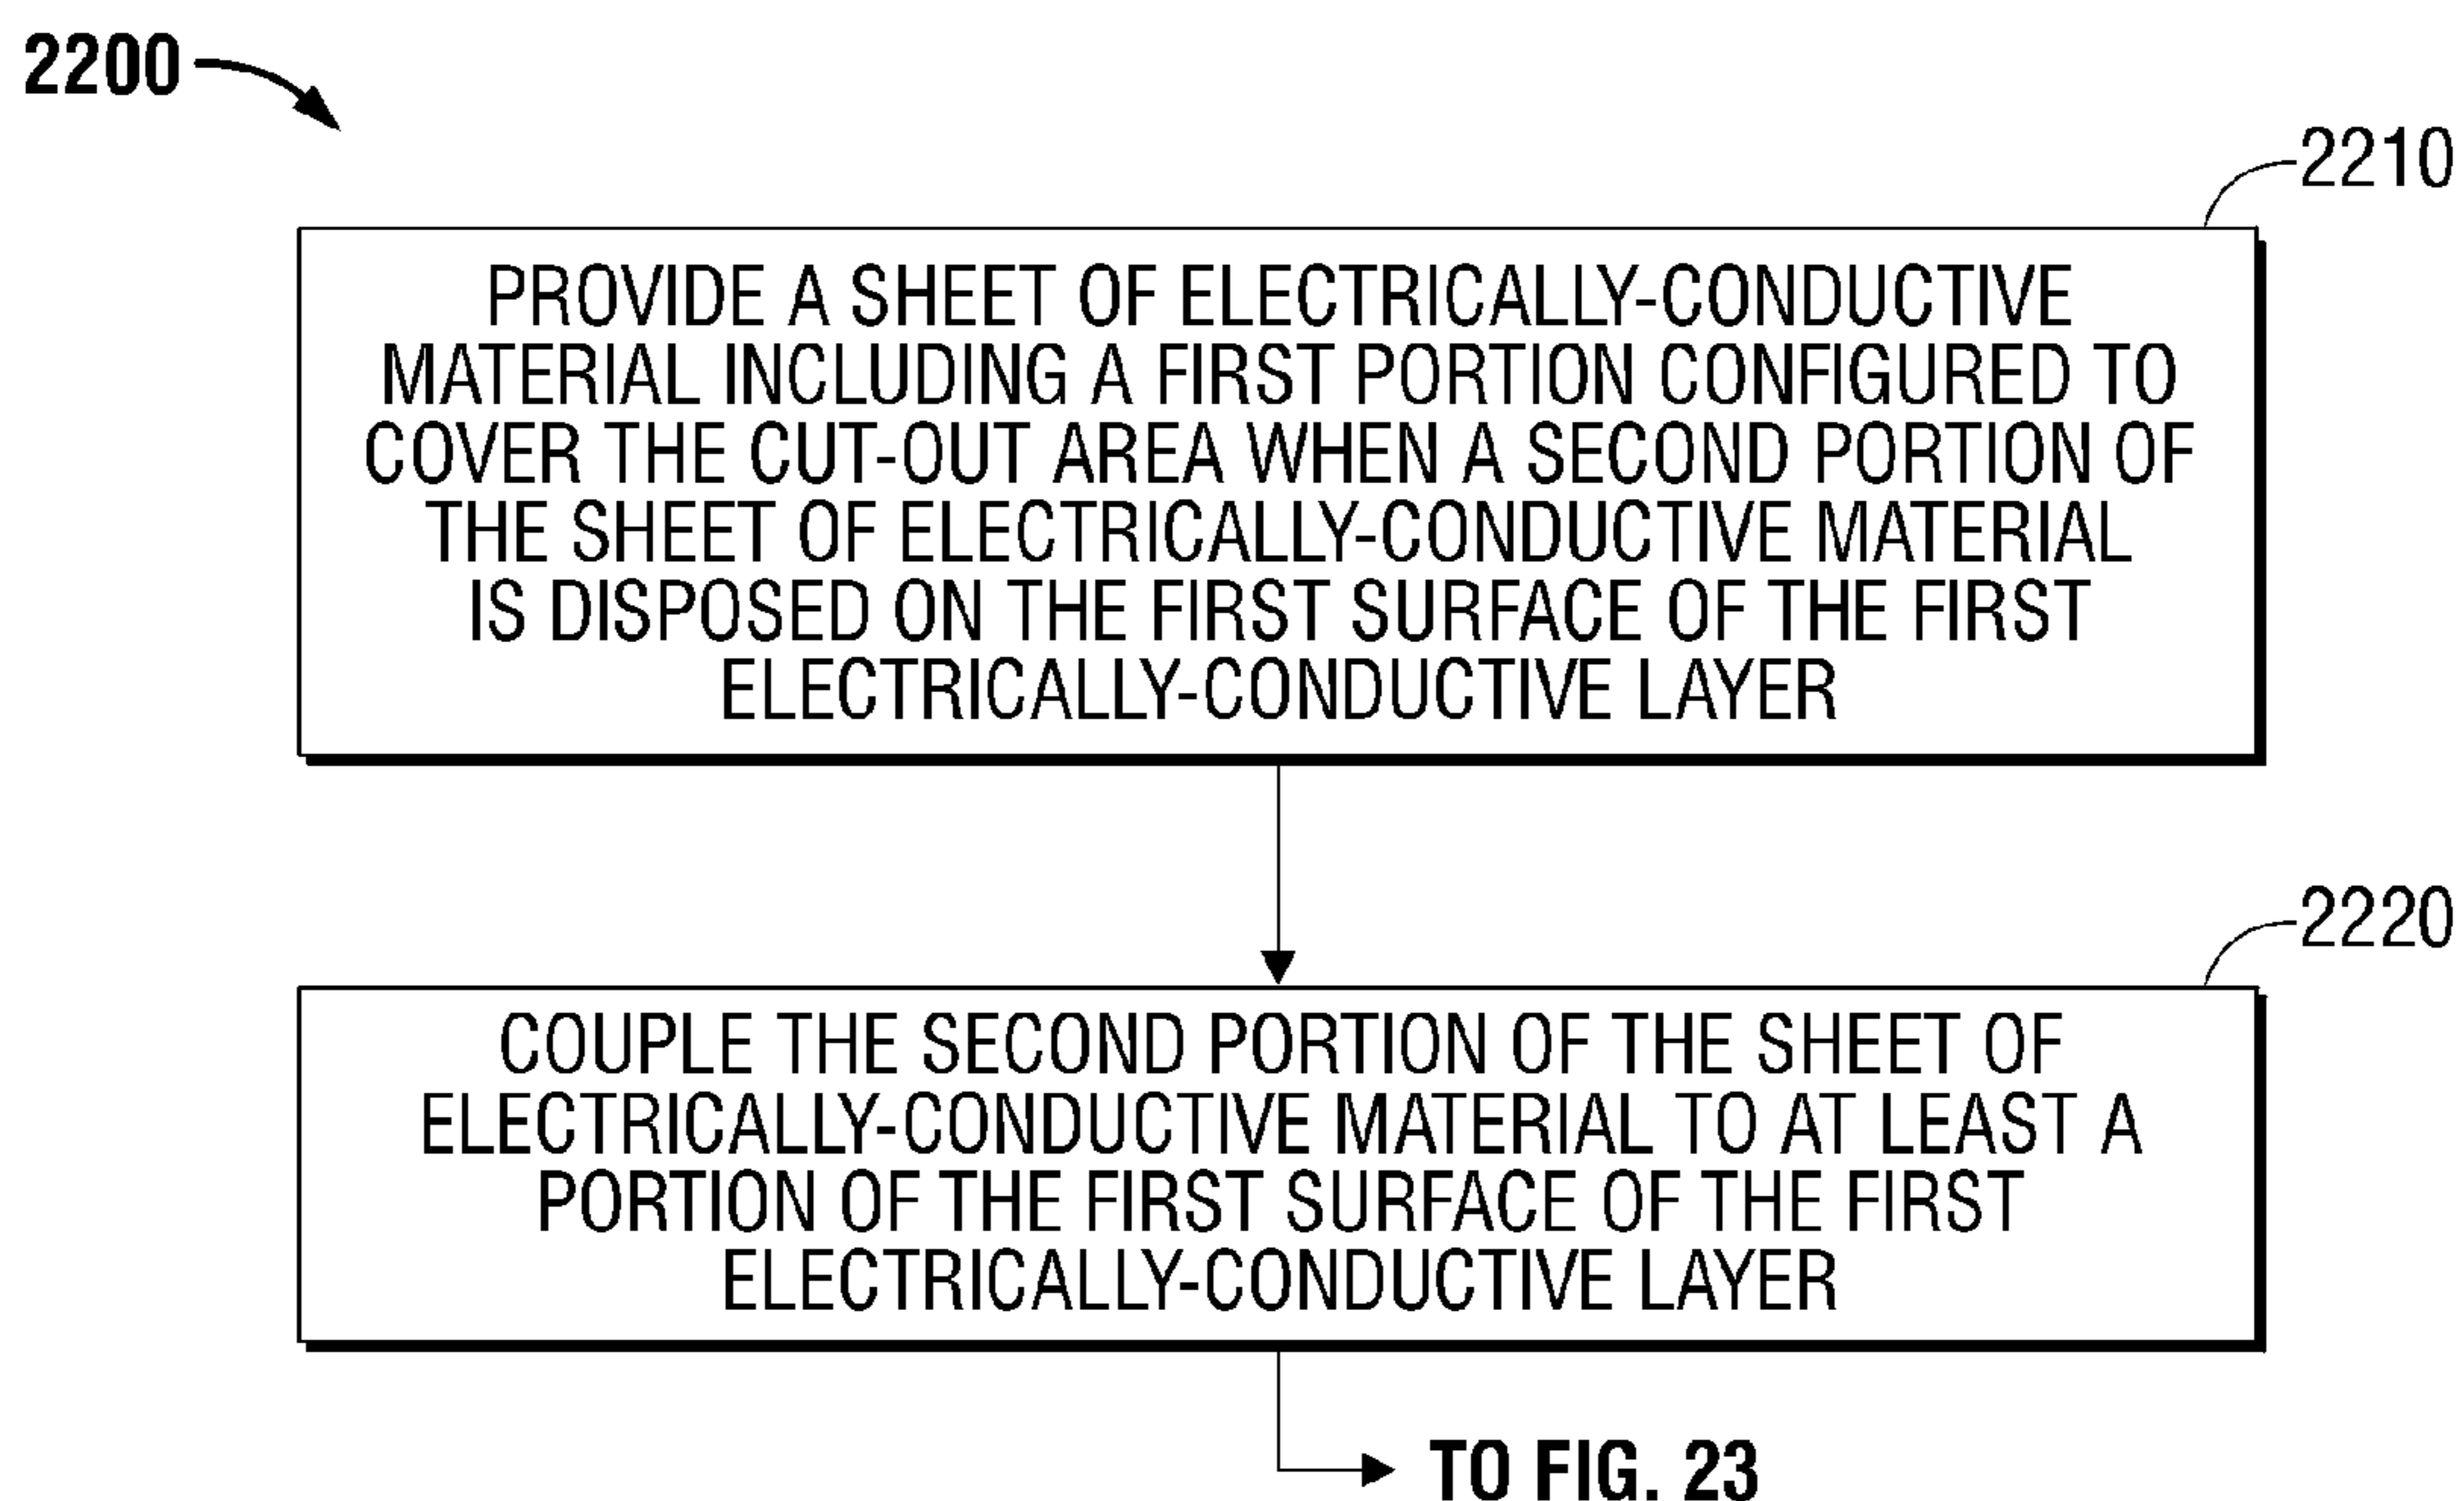 2200
2210
PROVIDE A SHEET OF ELECTRICALLY-CONDUCTIVE
MATERIAL INCLUDING A FIRST PORTION CONFIGURED TO
COVER THE CUT-OUT AREA WHEN A SECOND PORTION OF
THE SHEET OF ELECTRICALLY-CONDUCTIVE MATERIAL
IS DISPOSED ON THE FIRST SURFACE OF THE FIRST
ELECTRICALLY-CONDUCTIVE LAYER
2220
COUPLE THE SECOND PORTION OF THE SHEET OF
ELECTRICALLY-CONDUCTIVE MATERIAL TO AT LEAST A
PORTION OF THE FIRST SURFACE OF THE FIRST
ELECTRICALLY-CONDUCTIVE LAYER
TO FIG. 23